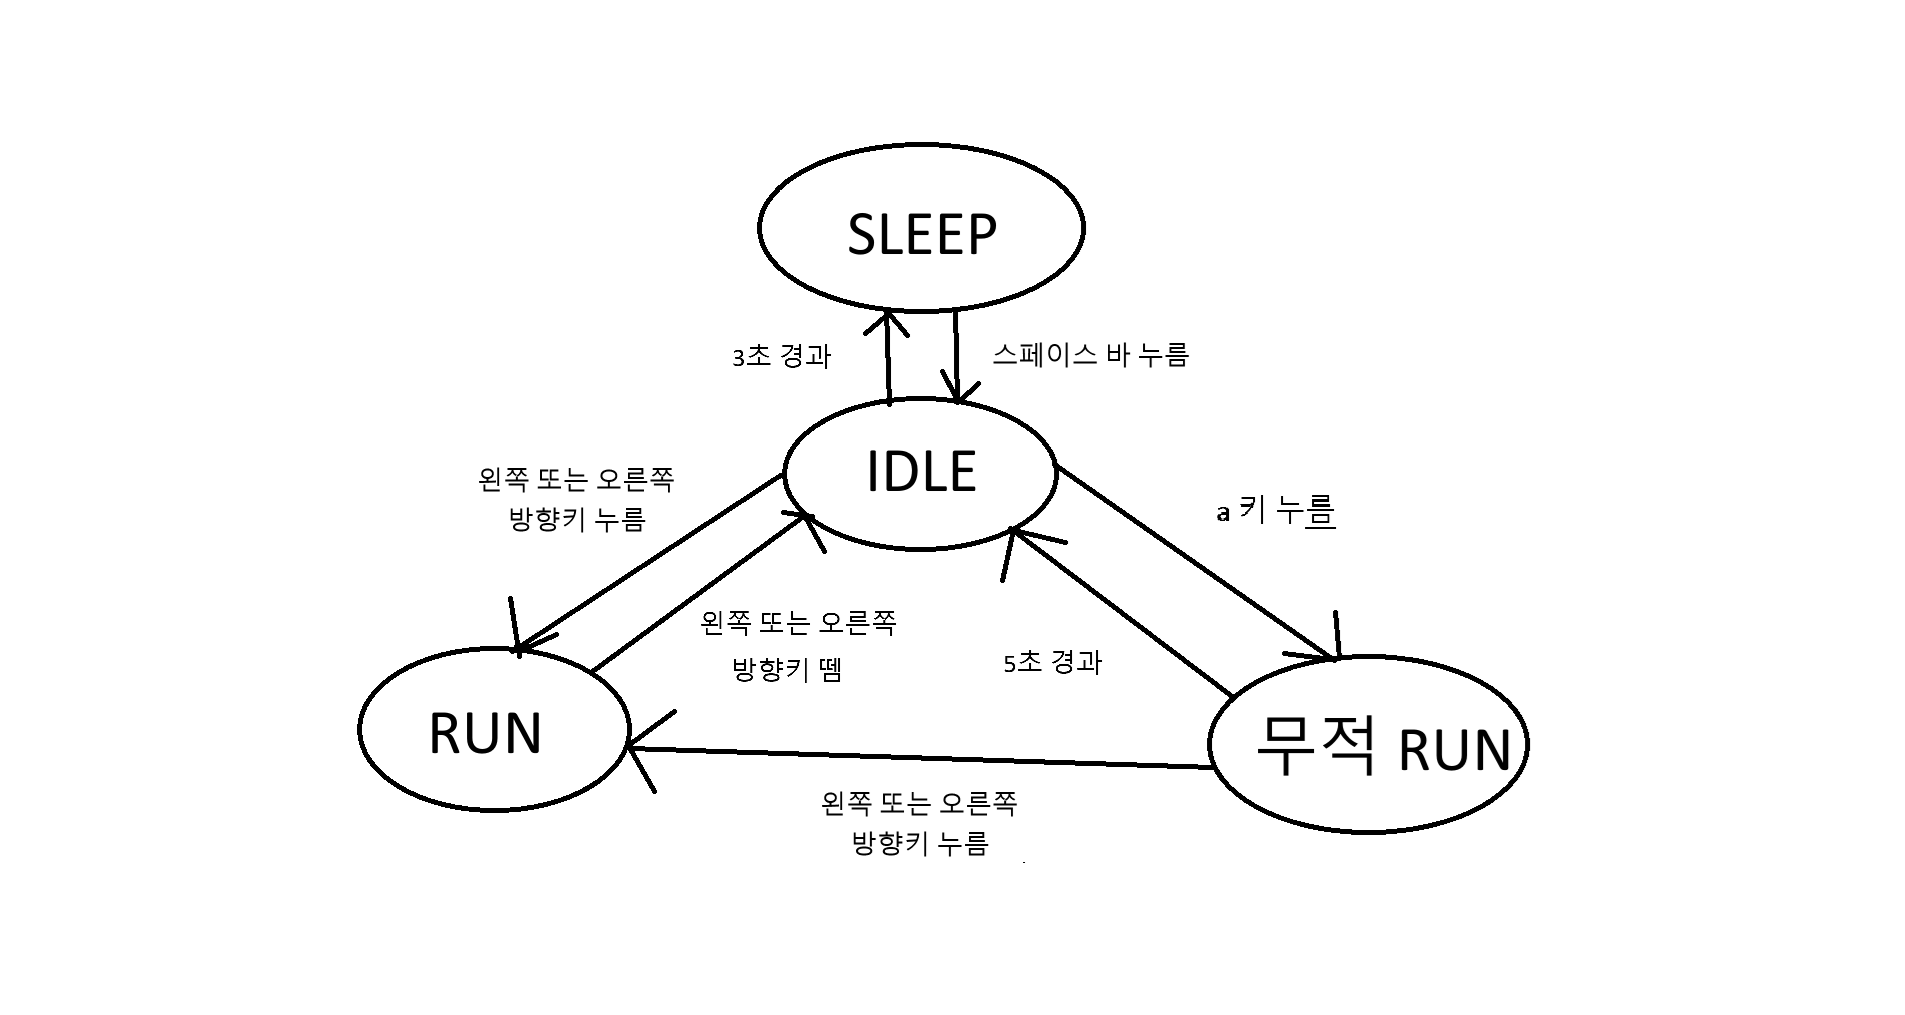 SLEEP
3초 경과
스페이스 바 누름
IDLE
왼쪽 또는 오른쪽
방향키 누름
a 키 누름
왼쪽 또는 오른쪽
방향키 뗌
5초 경과
RUN
무적 RUN
왼쪽 또는 오른쪽
방향키 누름